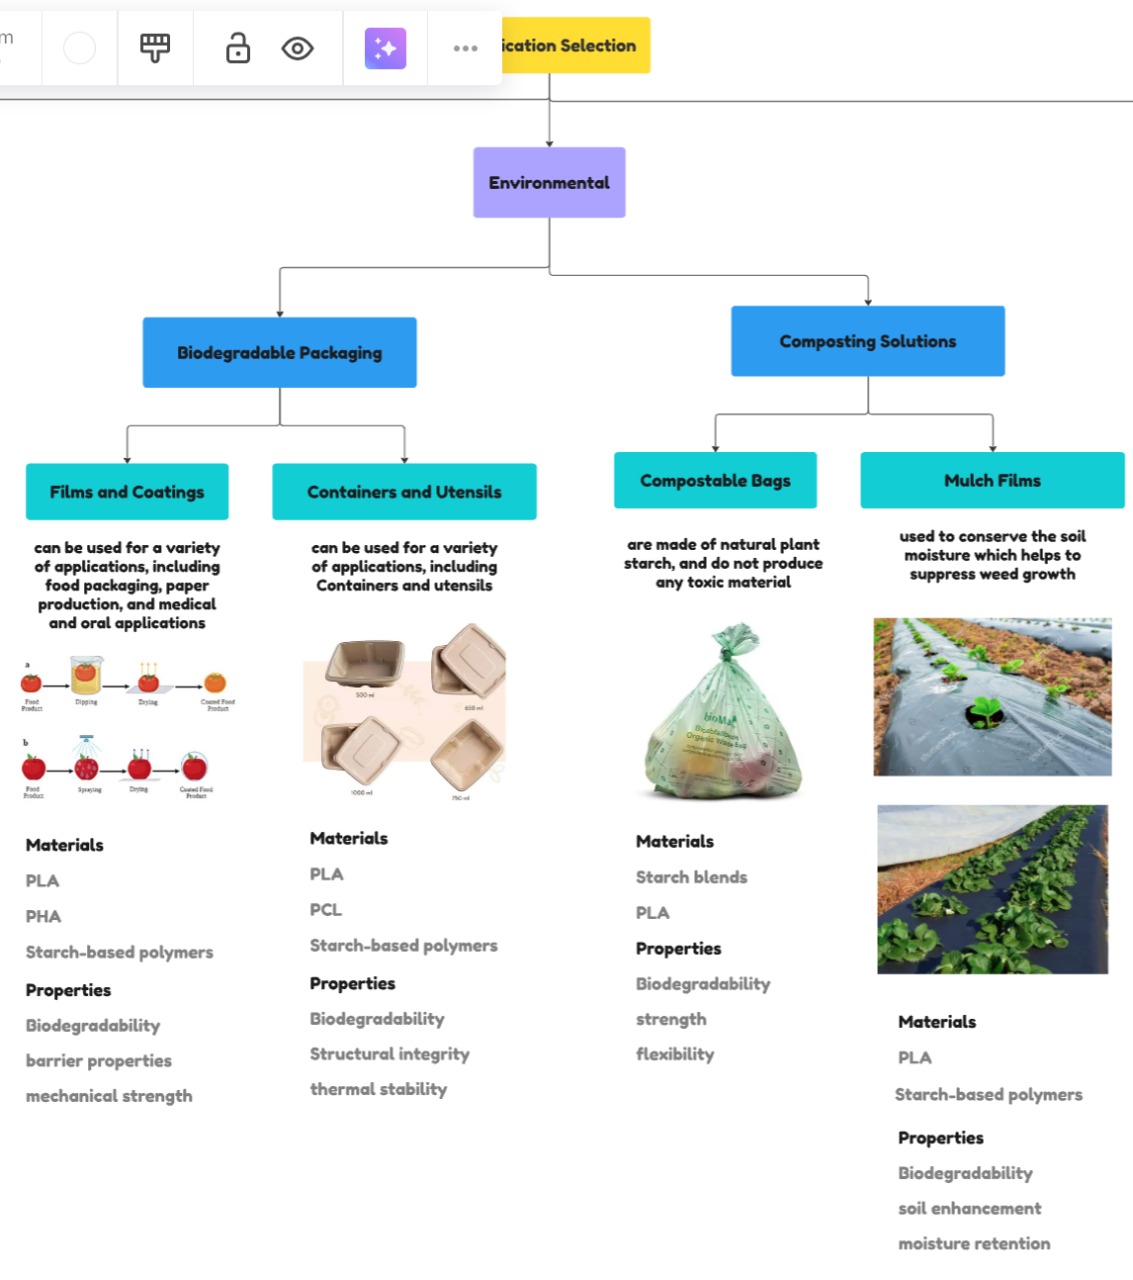 m
ication Selection
Environmental
Biodegradable Packaging
Composting Solutions
Films and Coatings
Containers and Utensils
Compostable Bags
Mulch Films
can be used for a variety
of applications, including
food packaging, paper
production, and medical
and oral applications
can be used for a variety
of applications, including
Containers and utensils
are made of natural plant
starch, and do not produce
any toxic material
used to conserve the soil
moisture which helps to
suppress weed growth
a
Food
Product
Dipping
Drying
Coated Food
Product
b
Food
Product
Spraying
Drying
Coated Food
Product
500 ml
650 ml
1000 ml
750 ml
Organic Waste Bag
Materials
PLA
PHA
Starch-based polymers
Properties
Biodegradability
barrier properties
mechanical strength
Materials
PLA
PCL
Starch-based polymers
Properties
Biodegradability
Structural integrity
thermal stability
Materials
Starch blends
PLA
Properties
Biodegradability
strength
flexibility
Materials
PLA
Starch-based polymers
Properties
Biodegradability
soil enhancement
moisture retention